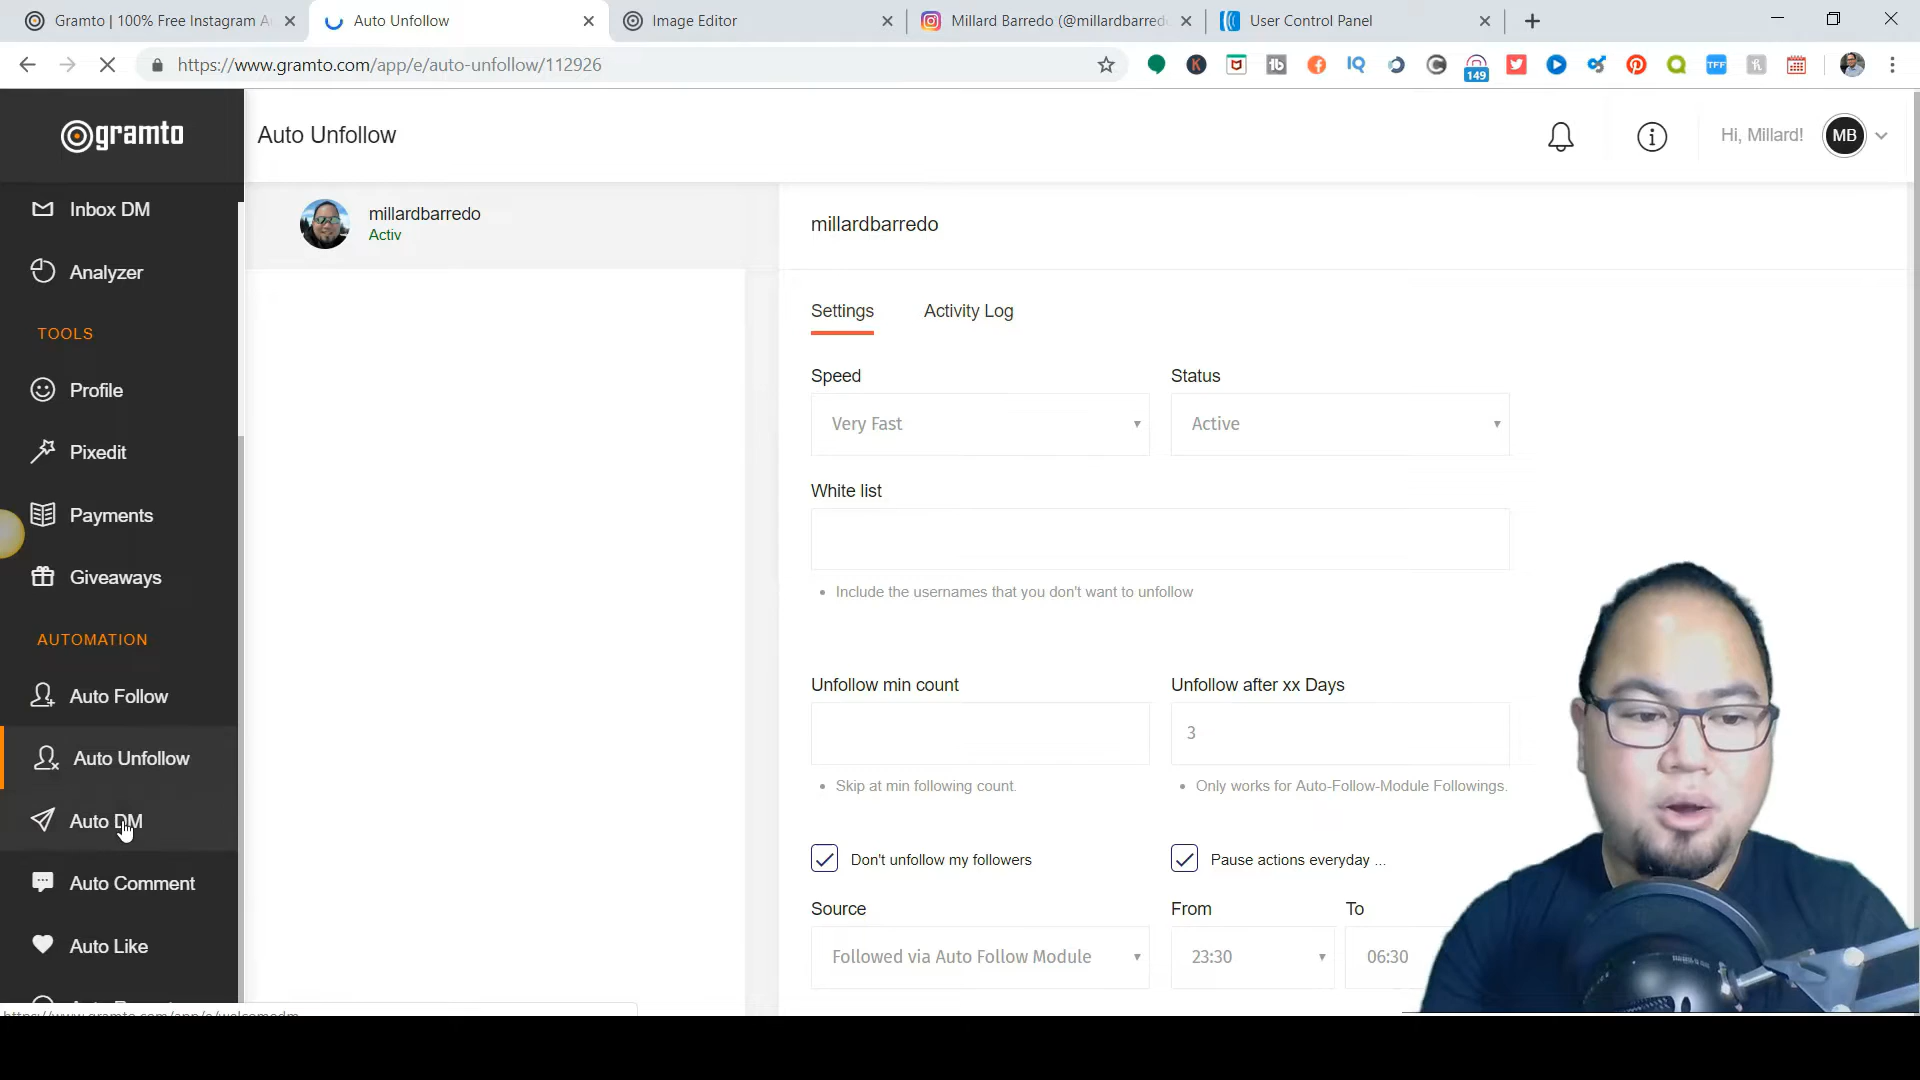 Gramto | 100% Free Instagram A
Auto Unfollow
Image Editor
Millard Barredo (@millardbarred
User Control Panel
https://www.gramto.com/app/e/auto-unfollow/112926
149
TFF
gramto
Auto Unfollow
Hi, Millard!
MB
Inbox DM
Analyzer
TOOLS
Profile
Pixedit
Payments
Giveaways
AUTOMATION
Auto Follow
Auto Unfollow
Auto DM
Auto Comment
Auto Like
millardbarredo
Activ
millardbarredo
Settings
Activity Log
Speed
Status
Very Fast
Active
White list
Include the usernames that you don't want to unfollow
Unfollow min count
Unfollow after xx Days
3
Skip at min following count.
Only works for Auto-Follow-Module Followings.
Don't unfollow my followers
Pause actions everyday ...
Source
From
To
Followed via Auto Follow Module
23:30
06:30